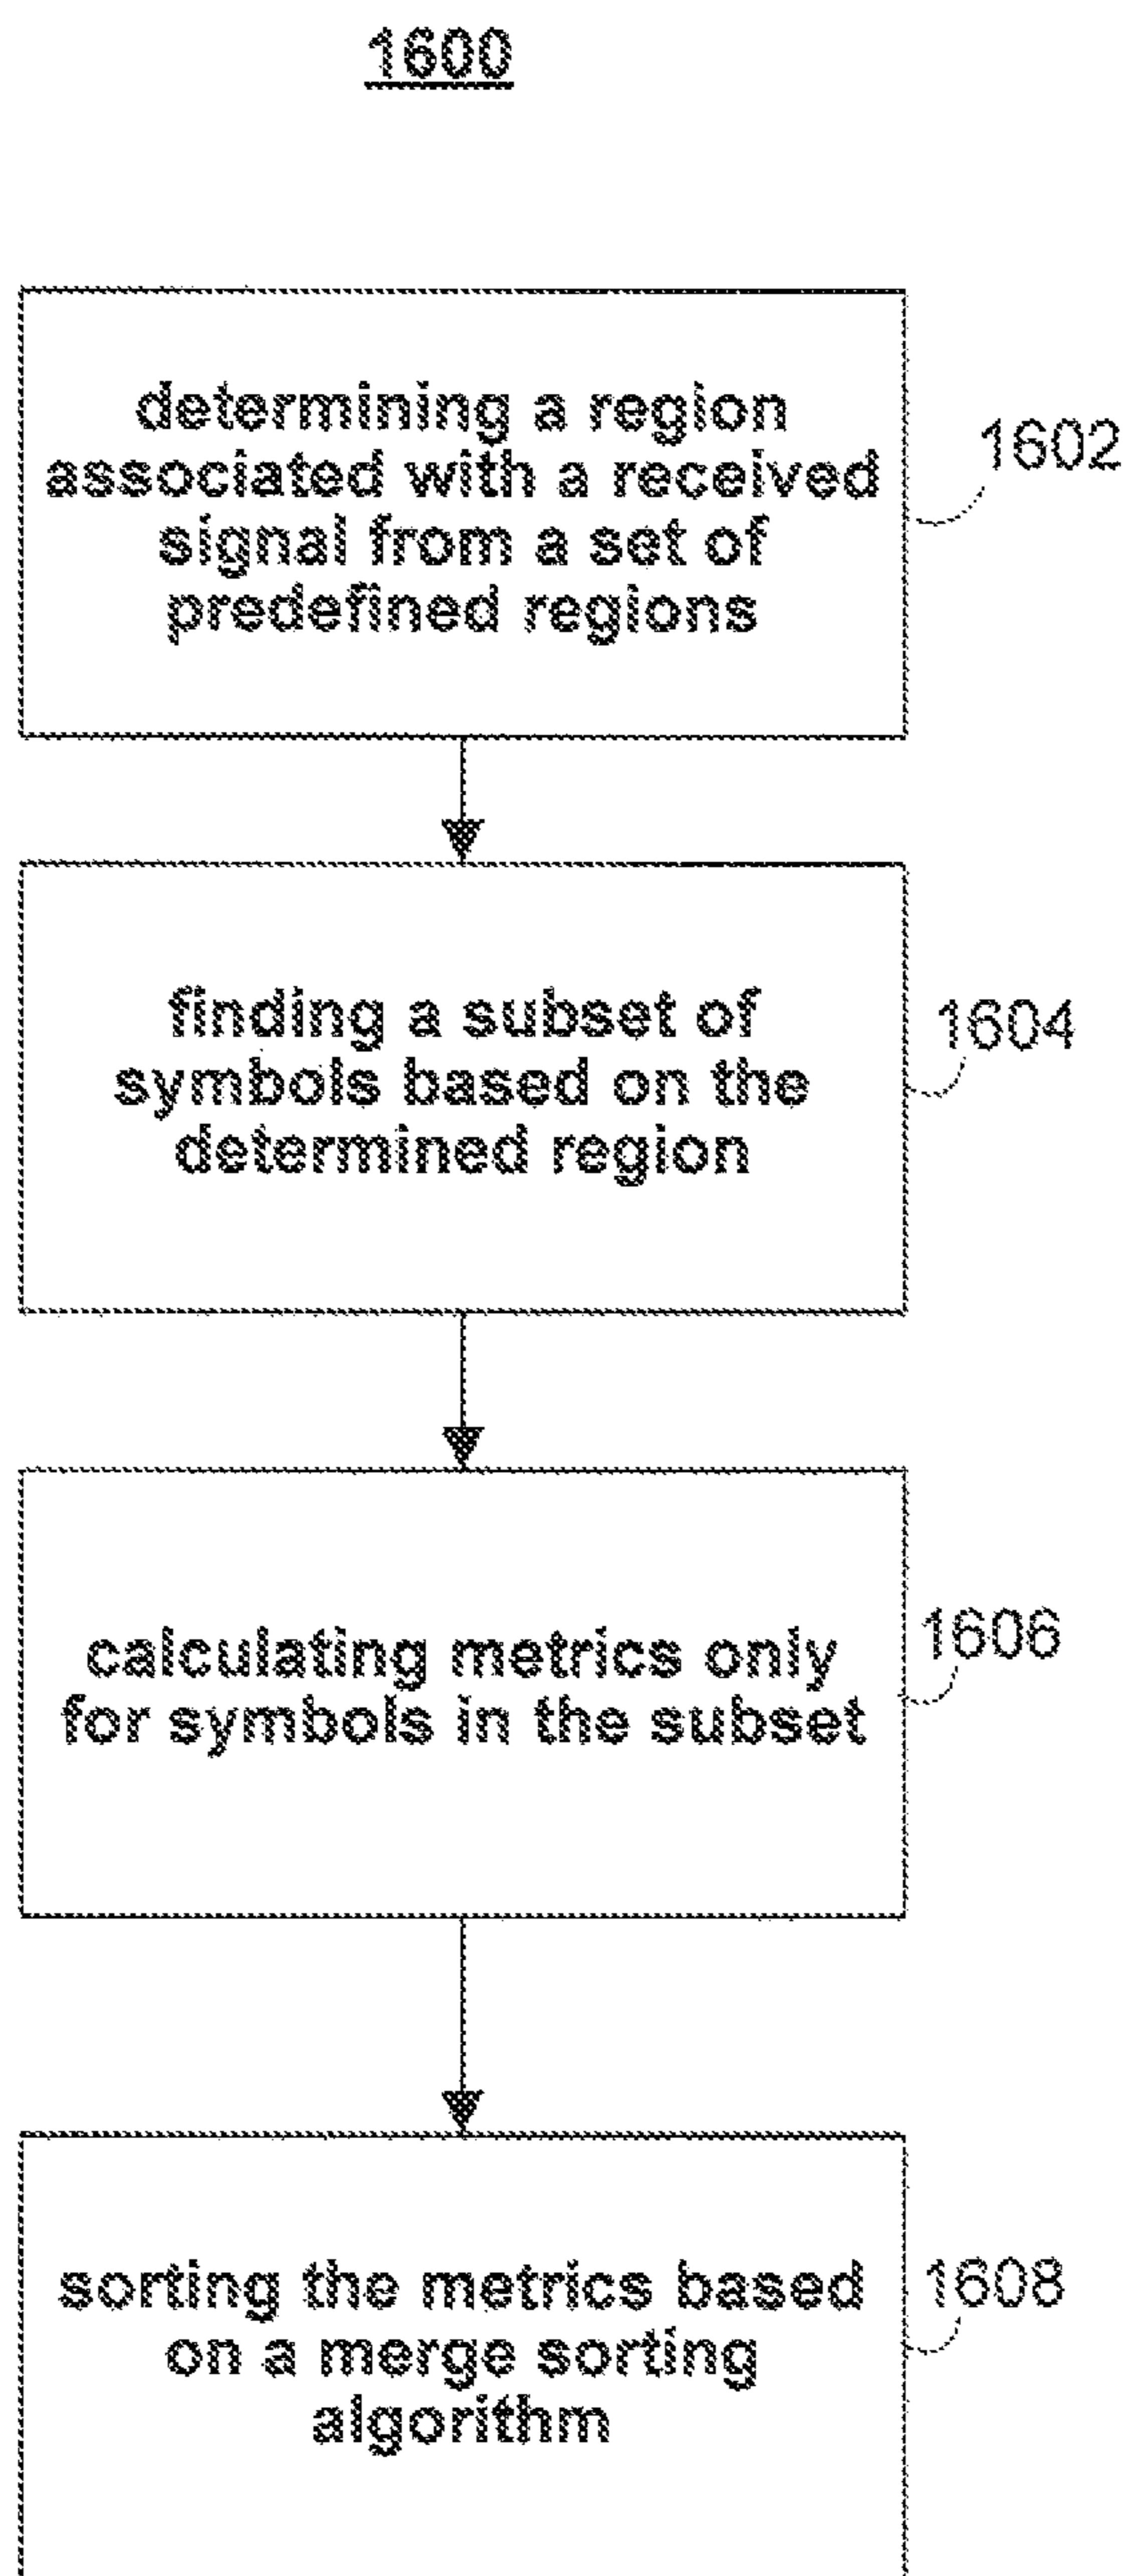 1600
determining a region
associated with a received
signal from a set of
predefined regions
1602
finding a subset of
symbols based on the
determined region
1604
calculating metrics only
for symbols in the subset
1606
sorting the metrics based
on a merge sorting
algorithm
1608